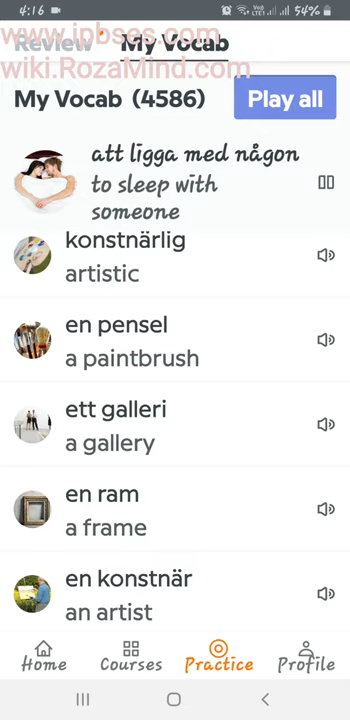 4:16 54%
www.ipbses.com
Review My Vocab
wiki.RozaMind.com
My Vocab (4586) Play all
att ligga med någon
to sleep with
someone
konstnärlig
artistic
en pensel
a paintbrush
ett galleri
a gallery
en ram
a frame
en konstnär
an artist
Home Courses Practice Profile